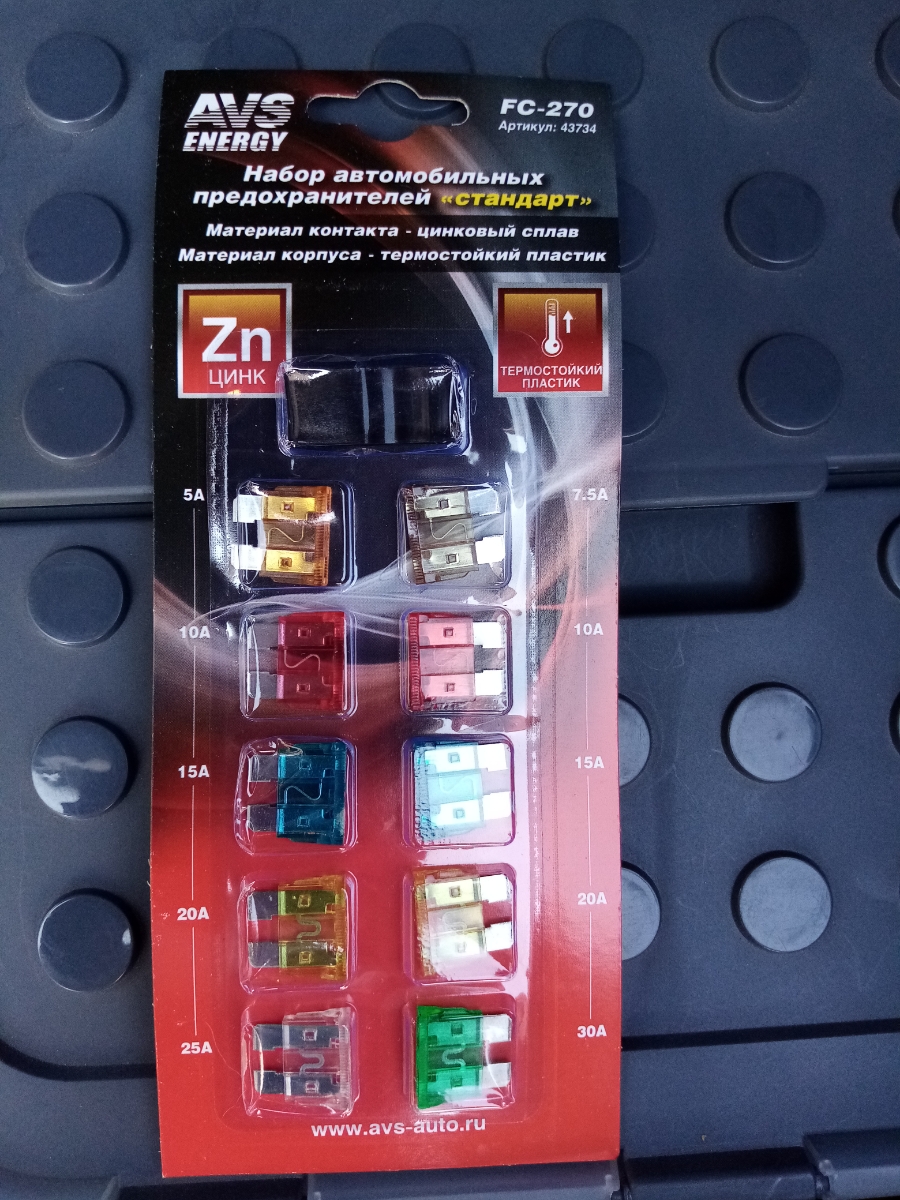 AVS
ENERGY
FC-270
Артикул: 43734
Набор автомобильных
предохранителей «стандарт»
Материал контакта - цинковый сплав
Материал корпуса - термостойкий пластик
Zn
ЦИНК
ТЕРМОСТОЙКИЙ
ПЛАСТИК
5A
7.5A
10A
10A
15A
15A
20A
20A
25A
30A
www.avs-auto.ru